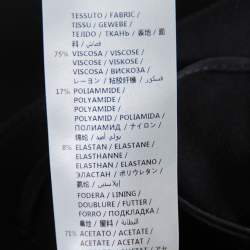 TESSUTO / FABRIC /
TISSU / GEWEBE /
TEJIDO / ТКАНЬ / 素地 / 面
料 / قماش
75% VISCOSA / VISCOSE /
VISCOSE / VISKOSE /
VISCOSA / ВИСКОЗА /
レーヨン / 粘胶纤维 / فسكوز
17% POLIAMMIDE /
POLYAMIDE /
POLYAMID / POLIAMIDA /
ПОЛИАМИД / ナイロン /
锦纶 / بولي أميد
8% ELASTAN / ELASTANE /
ELASTHANNE /
ELASTHAN / ELASTANO /
ЭЛАСТАН / ポリウレタン /
氨纶 / إيلاستين
FODERA / LINING /
DOUBLURE / FUTTER /
FORRO / ПОДКЛАДКА /
裏地 / 里料 / البطانة
71% ACETATO / ACETATE /
ACETATE / ACETAT /